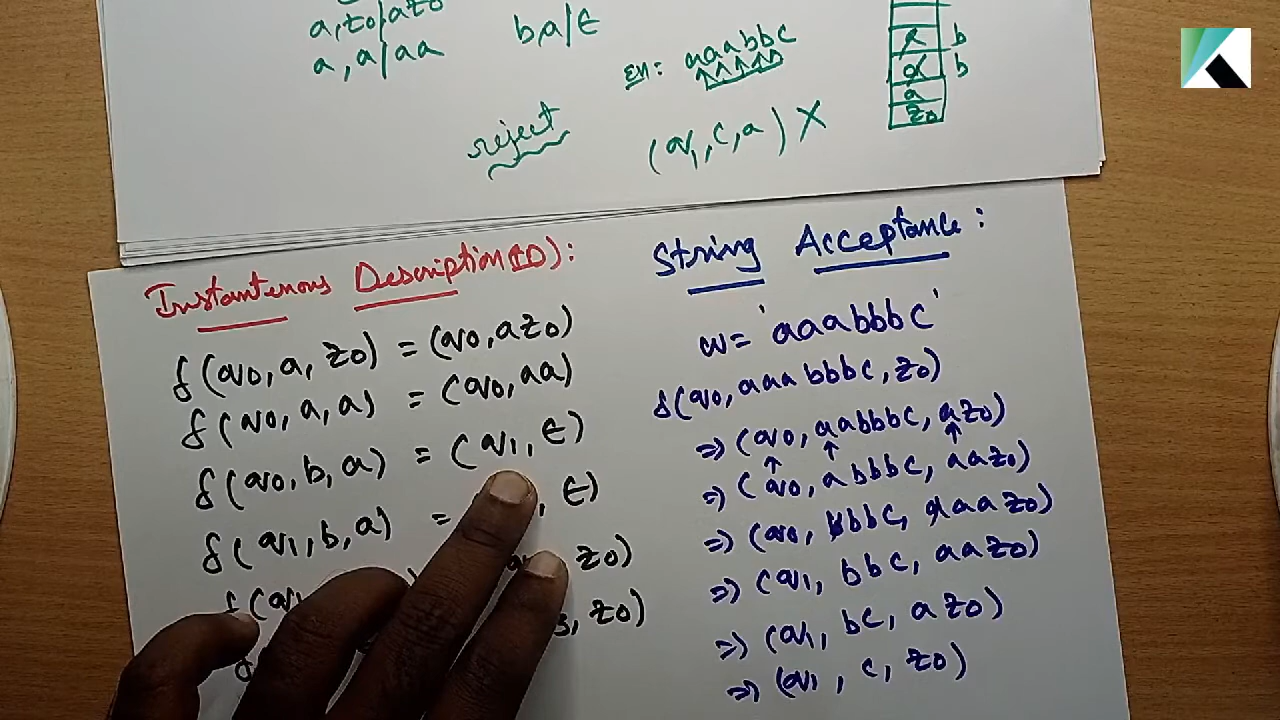 a, z0/az0
a, a/aa
b,a/ε
Ex: aaabbc
reject
(q1, c, a) X
a b
a b
a
z0
Instantenous Description(ID):
δ(q0, a, z0) = (q0, az0)
δ(q0, a, a) = (q0, aa)
δ(q0, b, a) = (q1, ε)
δ(q1, b, a) = , ε)
z0)
, z0)
String Acceptance:
w = 'aaabbbc'
δ(q0, aaabbbc, z0)
⇒ (q0, aabbbc, az0)
⇒ (q0, abbbc, aaz0)
⇒ (q0, bbbc, aaaz0)
⇒ (q1, bbc, aaz0)
⇒ (q1, bc, az0)
⇒ (q1, c, z0)